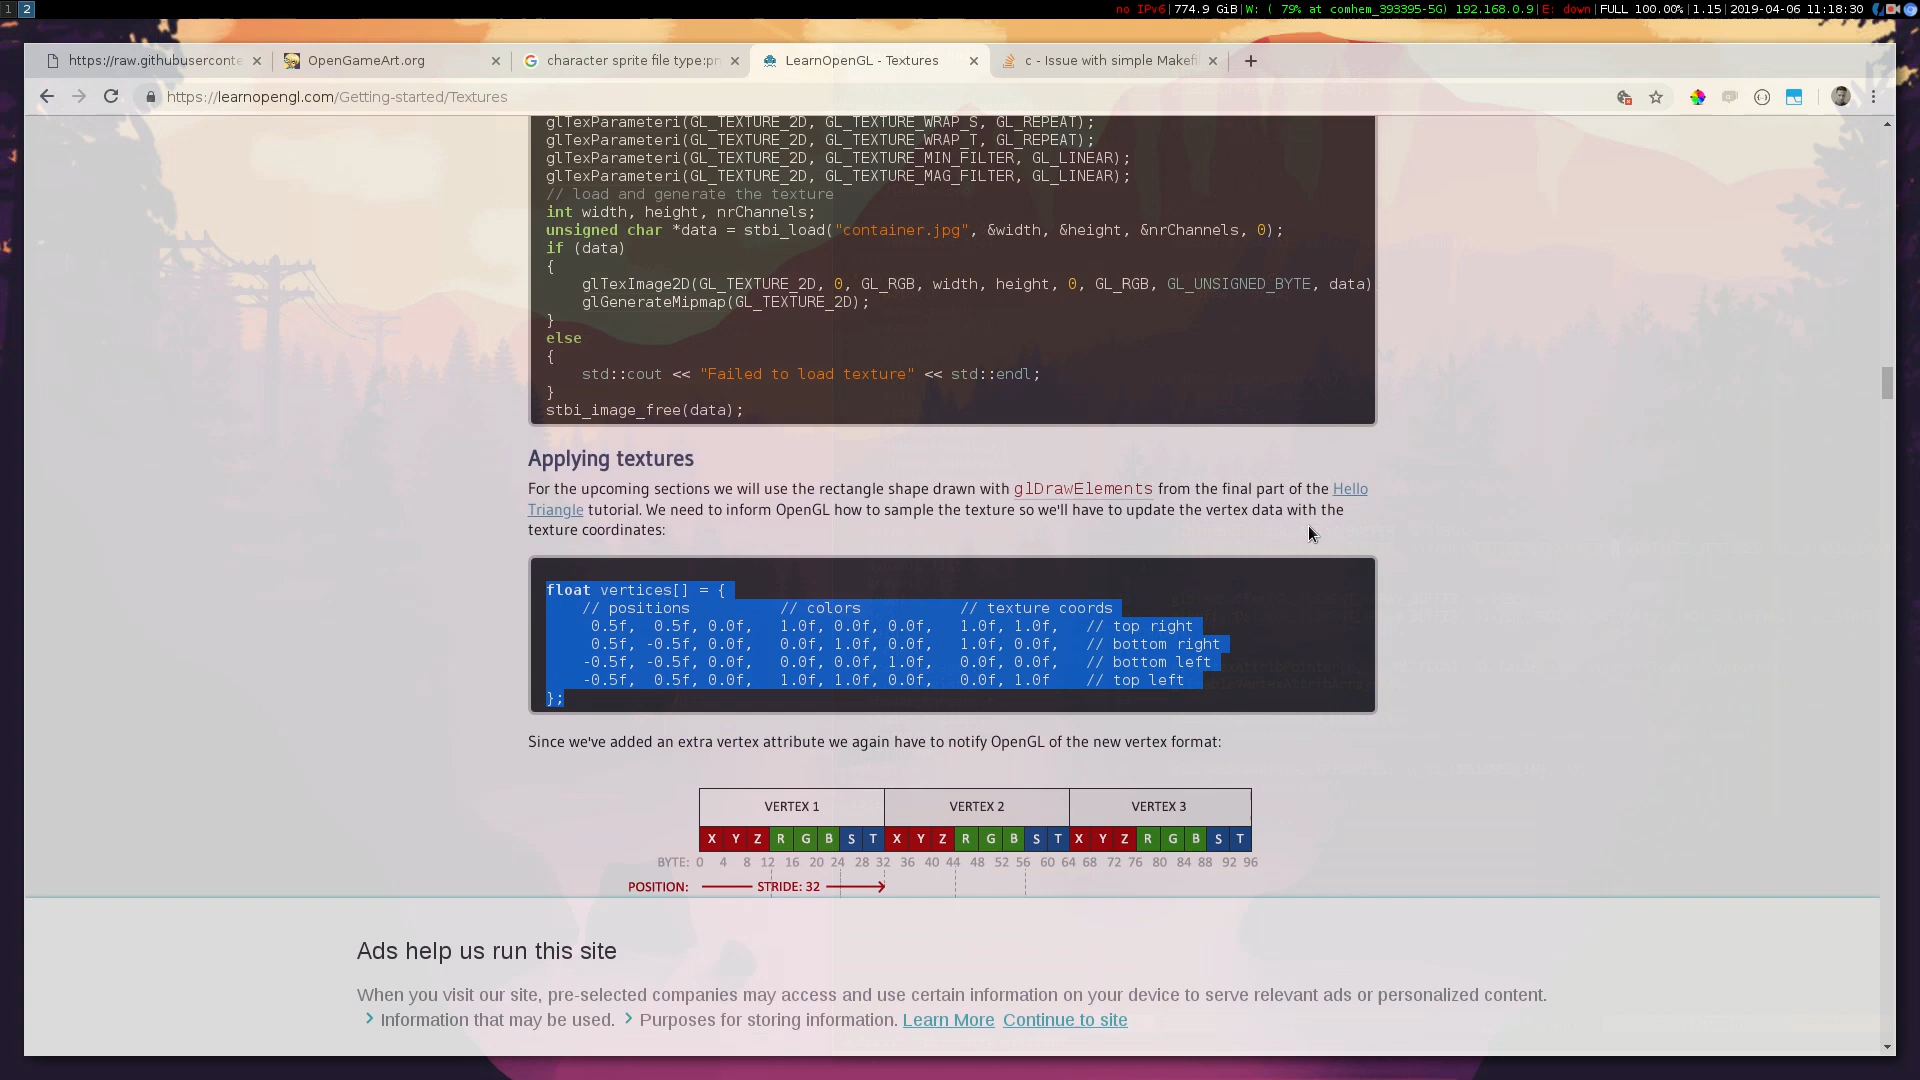 1 2 no IPv6|774.9 GiB|W: ( 79% at comhem_393395-5G) 192.168.0.9|E: down|FULL 100.00%|1.15|2019-04-06 11:18:30
https://raw.githubuserconte OpenGameArt.org character sprite file type:pn LearnOpenGL - Textures c - Issue with simple Makefi
https://learnopengl.com/Getting-started/Textures
glTexParameteri(GL_TEXTURE_2D, GL_TEXTURE_WRAP_S, GL_REPEAT);
glTexParameteri(GL_TEXTURE_2D, GL_TEXTURE_WRAP_T, GL_REPEAT);
glTexParameteri(GL_TEXTURE_2D, GL_TEXTURE_MIN_FILTER, GL_LINEAR);
glTexParameteri(GL_TEXTURE_2D, GL_TEXTURE_MAG_FILTER, GL_LINEAR);
// load and generate the texture
int width, height, nrChannels;
unsigned char *data = stbi_load("container.jpg", &width, &height, &nrChannels, 0);
if (data)
{
glTexImage2D(GL_TEXTURE_2D, 0, GL_RGB, width, height, 0, GL_RGB, GL_UNSIGNED_BYTE, data)
glGenerateMipmap(GL_TEXTURE_2D);
}
else
{
std::cout << "Failed to load texture" << std::endl;
}
stbi_image_free(data);
Applying textures
For the upcoming sections we will use the rectangle shape drawn with glDrawElements from the final part of the Hello
Triangle tutorial. We need to inform OpenGL how to sample the texture so we'll have to update the vertex data with the
texture coordinates:
float vertices[] = {
// positions // colors // texture coords
0.5f, 0.5f, 0.0f, 1.0f, 0.0f, 0.0f, 1.0f, 1.0f, // top right
0.5f, -0.5f, 0.0f, 0.0f, 1.0f, 0.0f, 1.0f, 0.0f, // bottom right
-0.5f, -0.5f, 0.0f, 0.0f, 0.0f, 1.0f, 0.0f, 0.0f, // bottom left
-0.5f, 0.5f, 0.0f, 1.0f, 1.0f, 0.0f, 0.0f, 1.0f // top left
};
Since we've added an extra vertex attribute we again have to notify OpenGL of the new vertex format:
VERTEX 1 VERTEX 2 VERTEX 3
X Y Z R G B S T X Y Z R G B S T X Y Z R G B S T
BYTE: 0 4 8 12 16 20 24 28 32 36 40 44 48 52 56 60 64 68 72 76 80 84 88 92 96
POSITION: STRIDE: 32
Ads help us run this site
When you visit our site, pre-selected companies may access and use certain information on your device to serve relevant ads or personalized content.
Information that may be used. Purposes for storing information. Learn More Continue to site